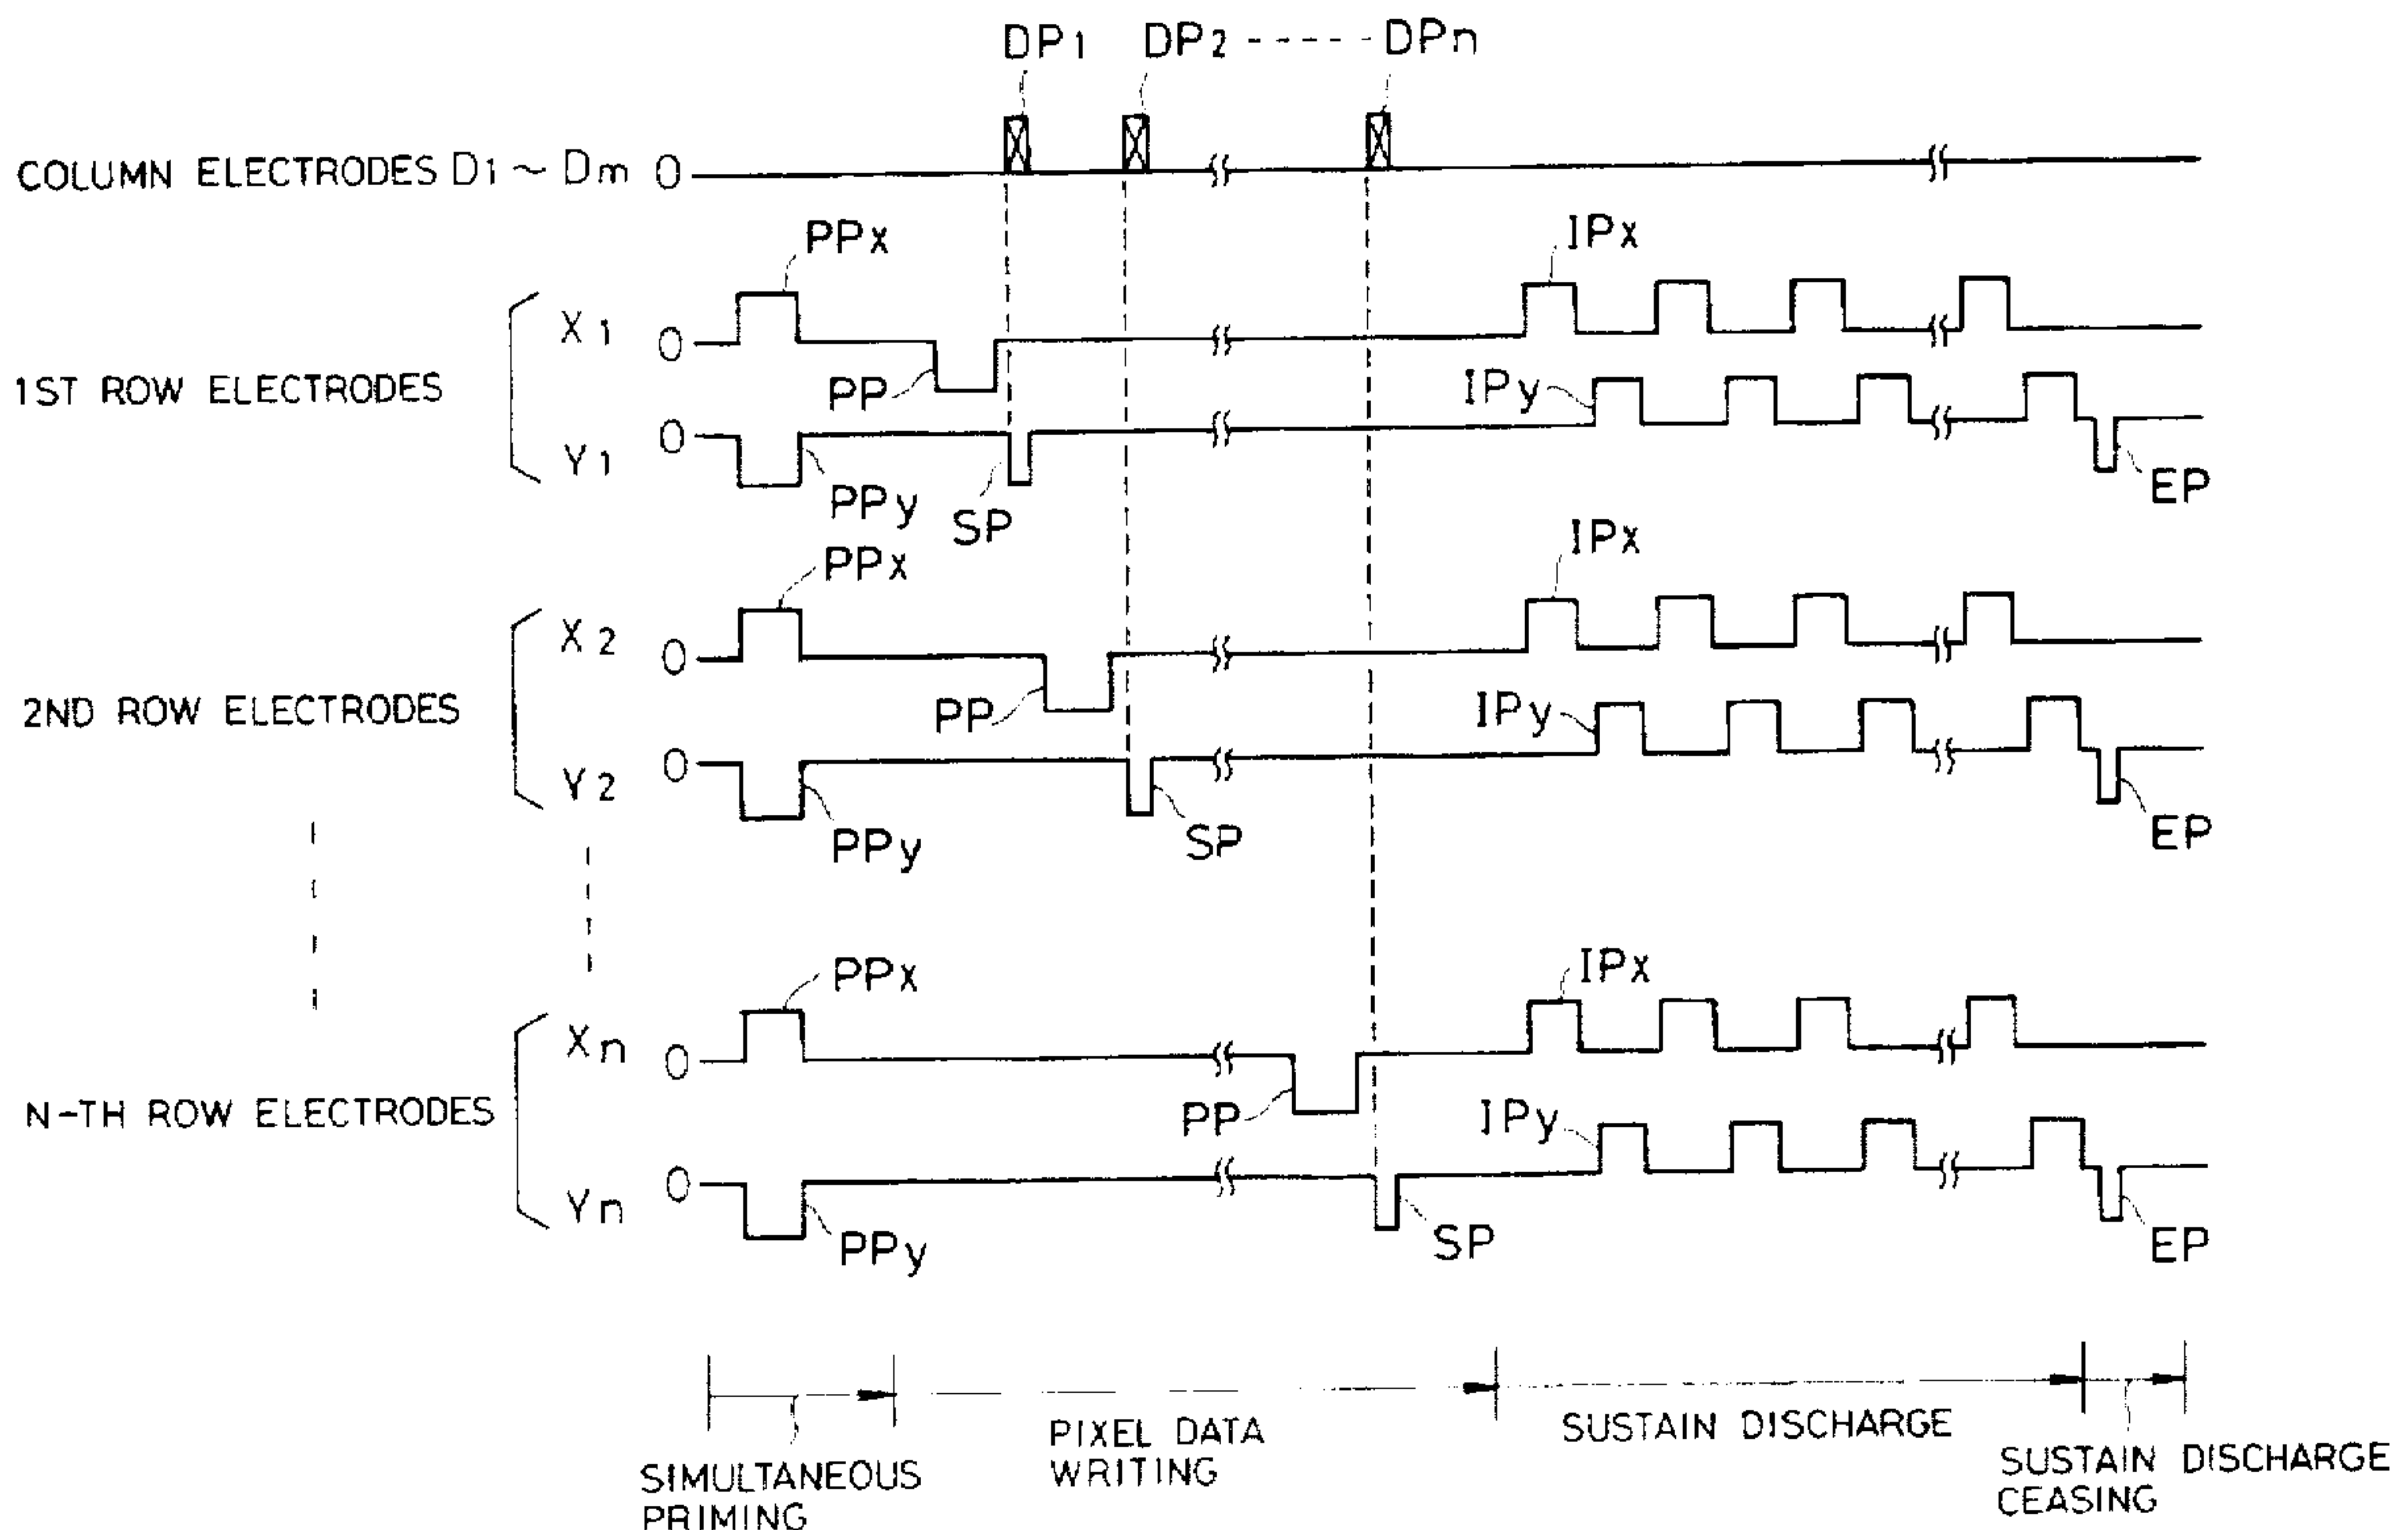 DP1 DP2 DPn
COLUMN ELECTRODES D1 ~ Dm 0
PPx IPx
X1 0
1ST ROW ELECTRODES PP IPy
0
Y1
PPy SP EP
PPx IPx
X2 0
2ND ROW ELECTRODES PP IPy
0
Y2
PPy SP EP
PPx IPx
Xn 0
N-TH ROW ELECTRODES PP IPy
0
Yn
PPy SP EP
SIMULTANEOUS
PRIMING
PIXEL DATA
WRITING
SUSTAIN DISCHARGE
SUSTAIN DISCHARGE
CEASING